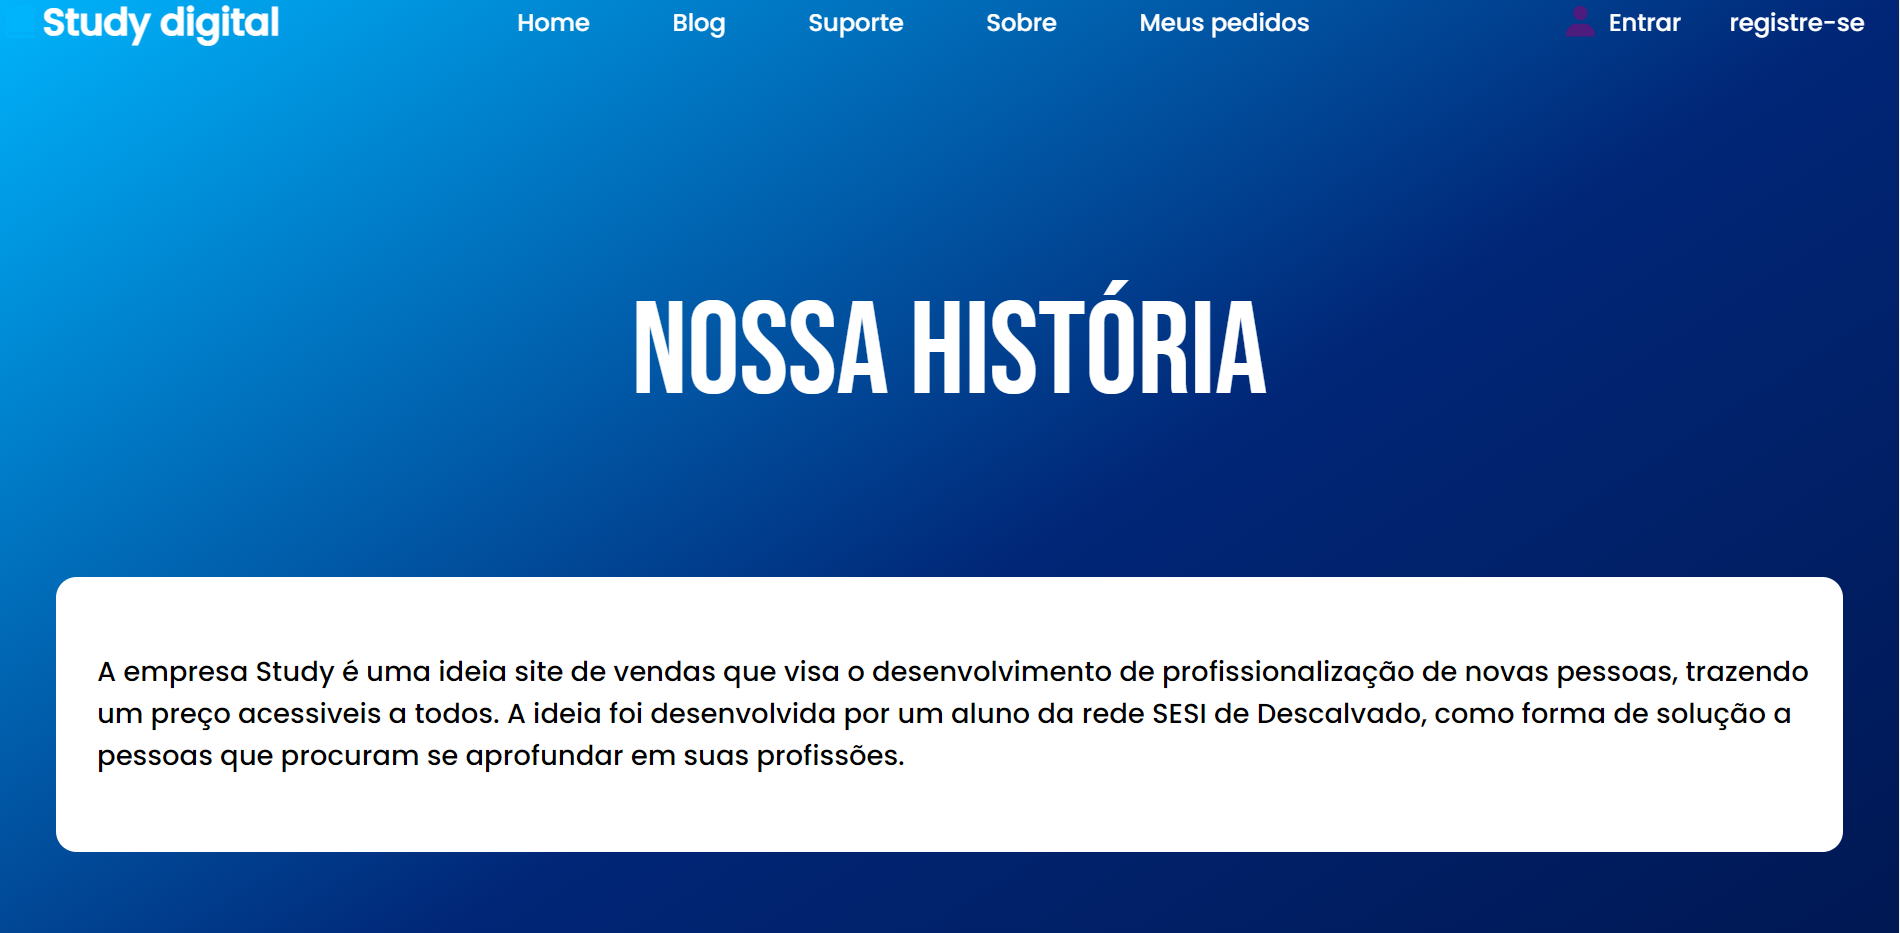 Study digital
Home
Blog
Suporte
Sobre
Meus pedidos
Entrar
registre-se
NOSSA HISTÓRIA
A empresa Study é uma ideia site de vendas que visa o desenvolvimento de profissionalização de novas pessoas, trazendo
um preço acessiveis a todos. A ideia foi desenvolvida por um aluno da rede SESI de Descalvado, como forma de solução a
pessoas que procuram se aprofundar em suas profissões.